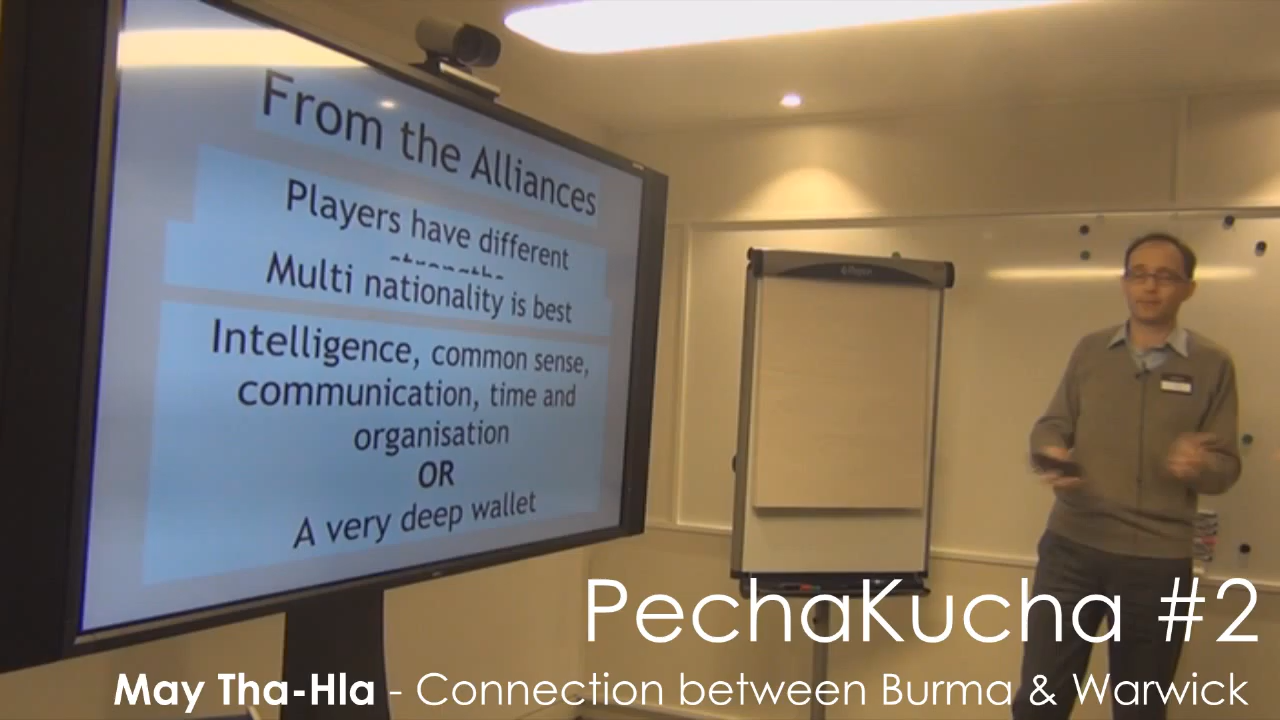 From the Alliances
Players have different
strengths
Multi nationality is best
Intelligence, common sense,
communication, time and
organisation
OR
A very deep wallet
PechaKucha #2
May Tha-Hla - Connection between Burma & Warwick